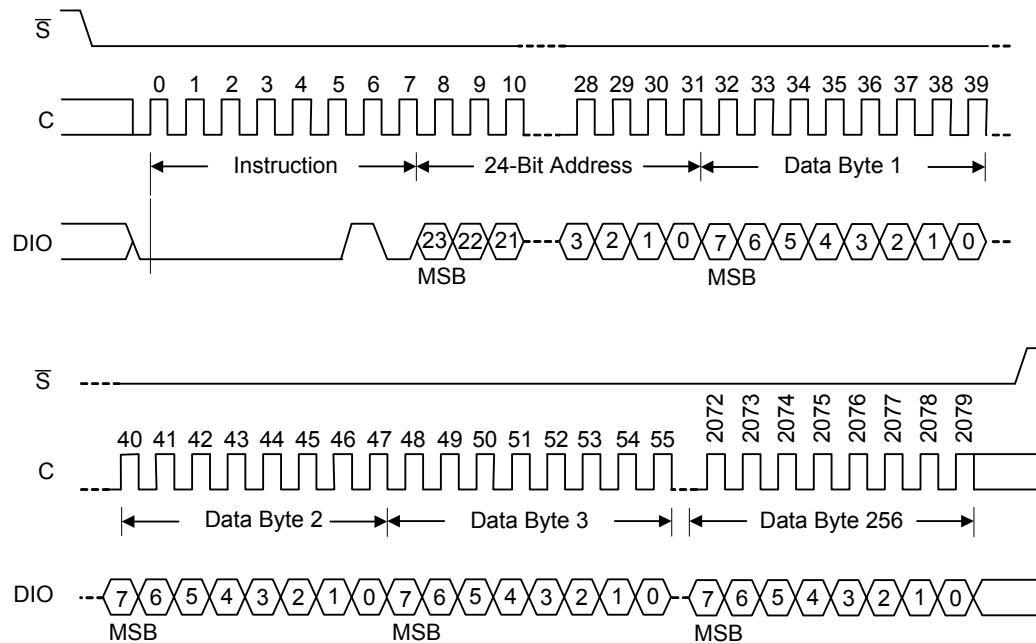 S̅
0 1 2 3 4 5 6 7 8 9 10 28 29 30 31 32 33 34 35 36 37 38 39
C
Instruction 24-Bit Address Data Byte 1
DIO 23 22 21 3 2 1 0 7 6 5 4 3 2 1 0
MSB MSB
S̅
2072 2073 2074 2075 2076 2077 2078 2079
40 41 42 43 44 45 46 47 48 49 50 51 52 53 54 55
C
Data Byte 2 Data Byte 3 Data Byte 256
DIO 7 6 5 4 3 2 1 0 7 6 5 4 3 2 1 0 7 6 5 4 3 2 1 0
MSB MSB MSB